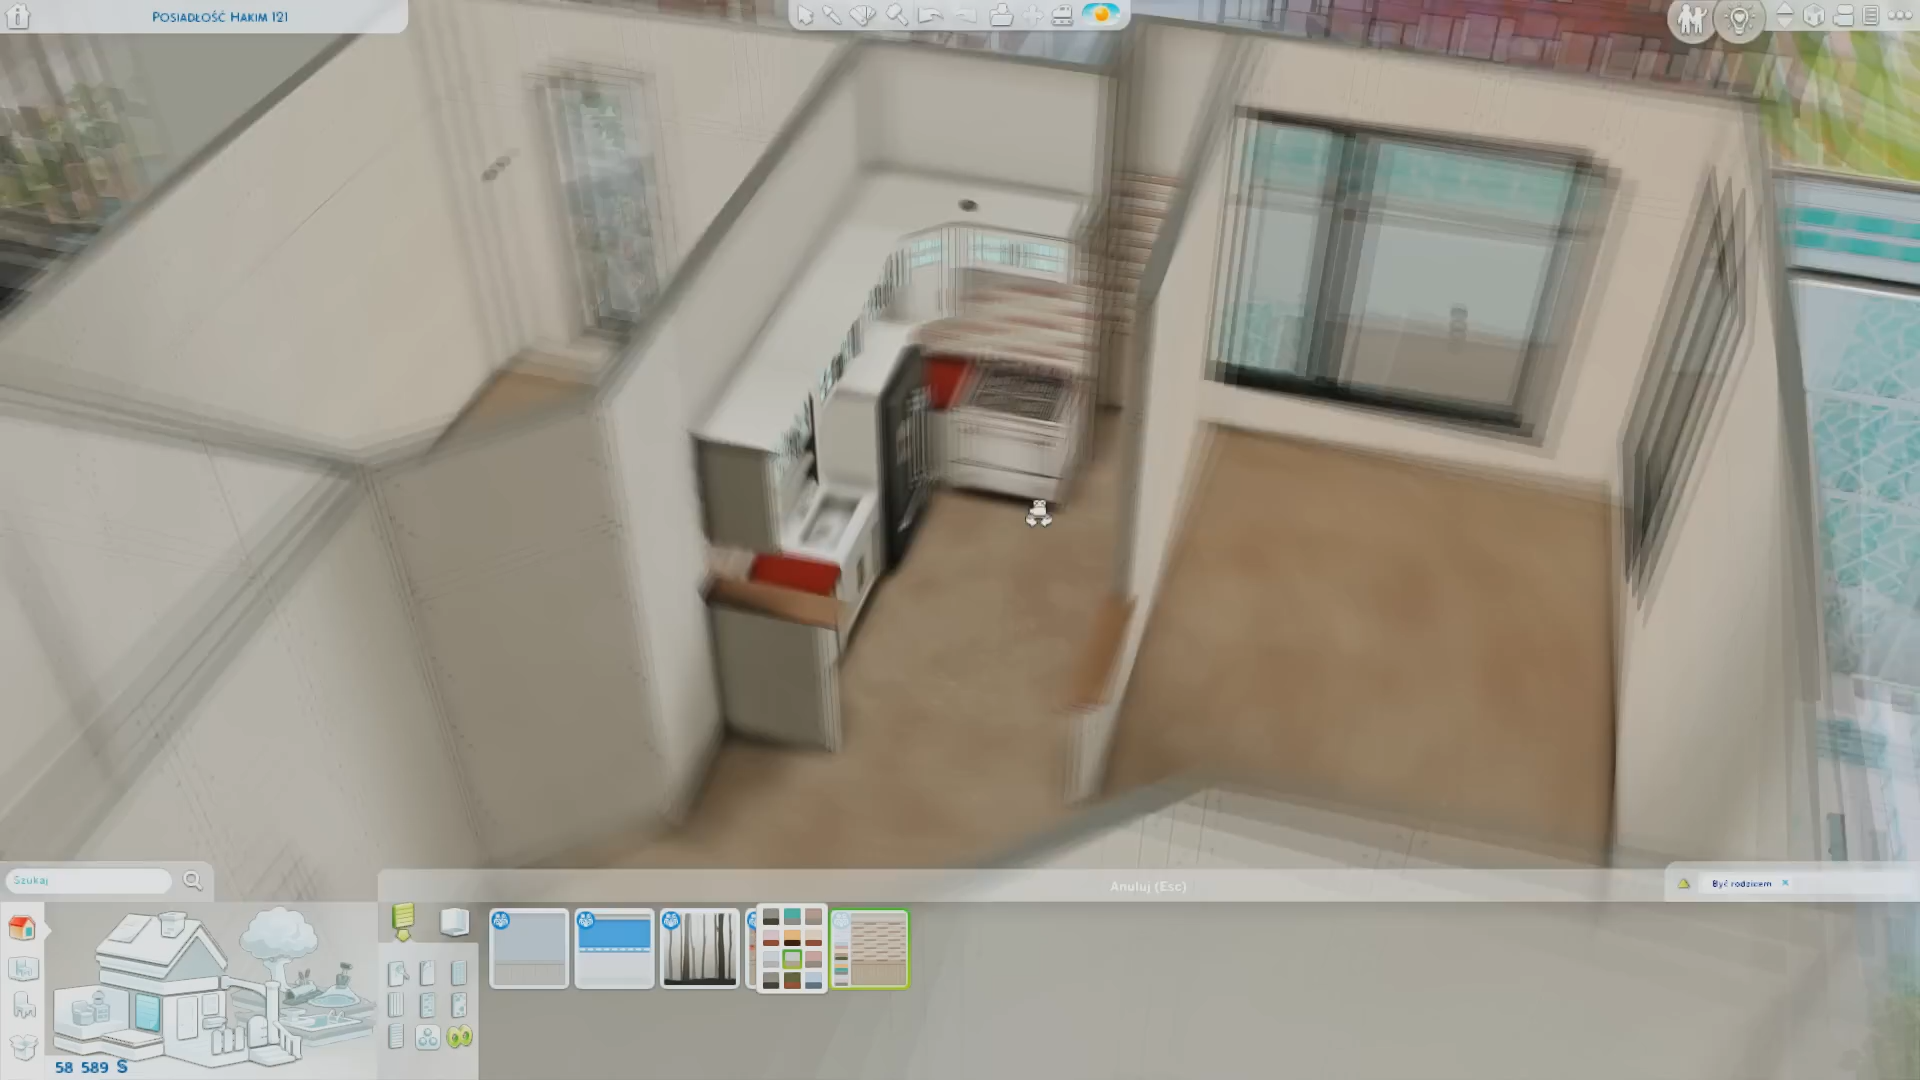 Posiadłość Hakim 121
Szukaj
Anuluj (Esc)
Być rodzicem
58 589 §